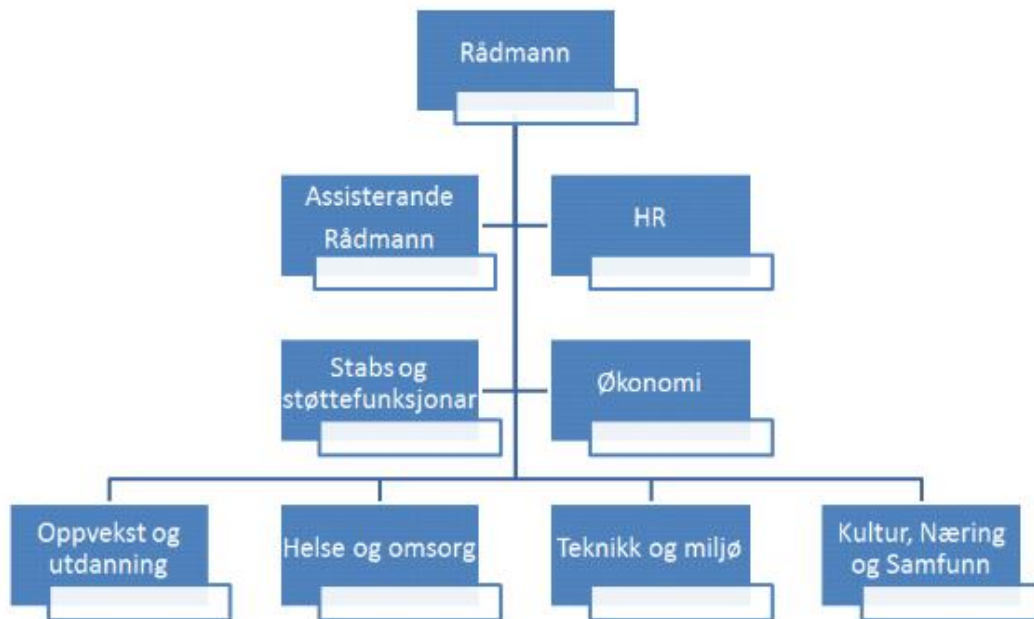 Rådmann
Assisterande
Rådmann
HR
Stabs og
støttefunksjonar
Økonomi
Oppvekst og
utdanning
Helse og omsorg
Teknikk og miljø
Kultur, Næring
og Samfunn